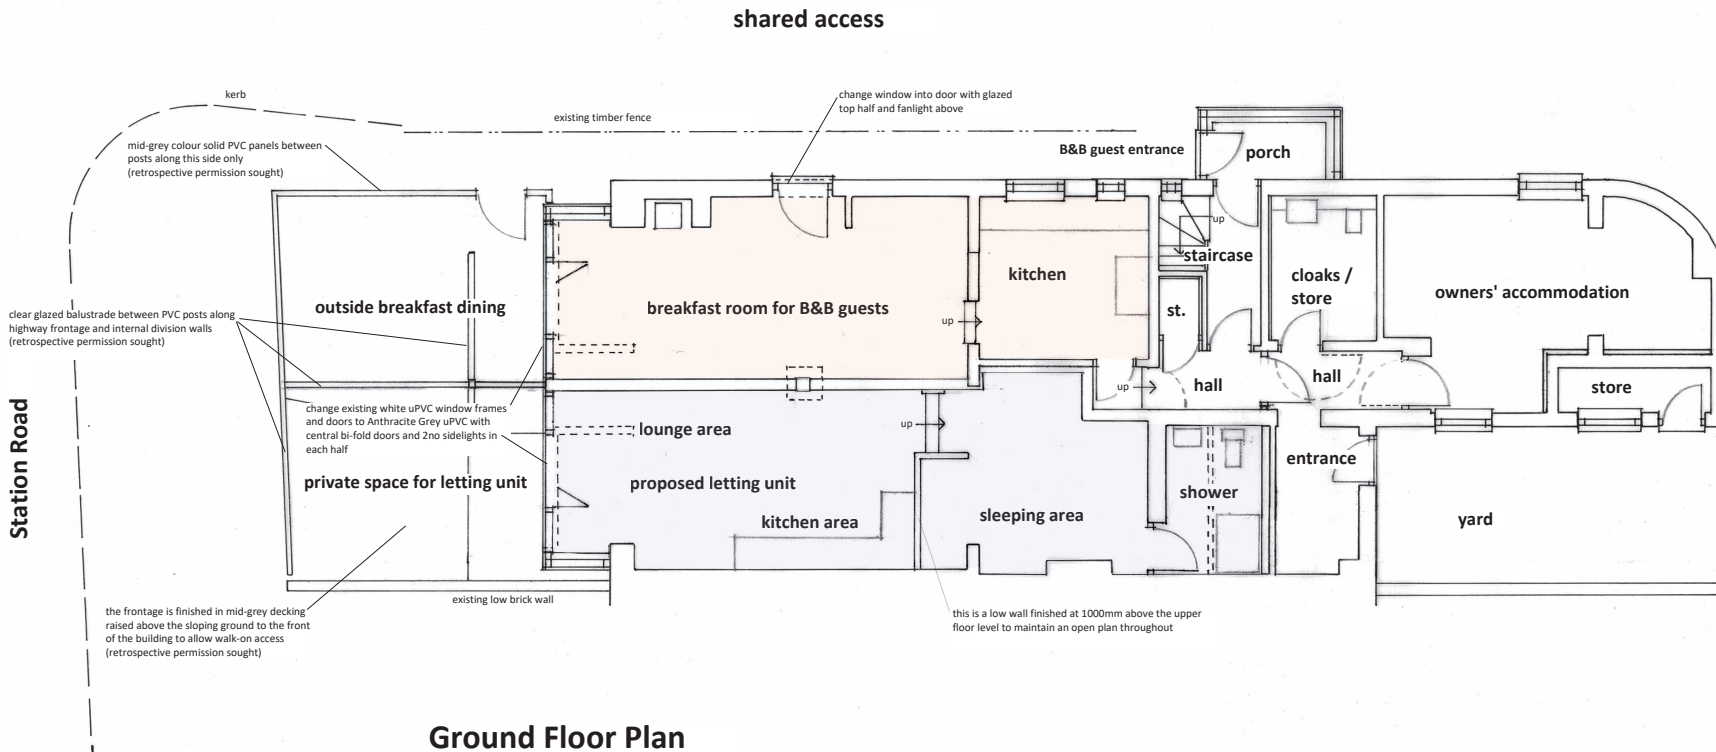 shared access
kerb
change window into door with glazed
top half and fanlight above
existing timber fence
mid-grey colour solid PVC panels between
posts along this side only
(retrospective permission sought)
B&B guest entrance
porch
up
staircase
cloaks /
store
outside breakfast dining
breakfast room for B&B guests
kitchen
owners' accommodation
clear glazed balustrade between PVC posts along
highway frontage and internal division walls
(retrospective permission sought)
up
st.
up
hall
hall
store
change existing white uPVC window frames
and doors to Anthracite Grey uPVC with
central bi-fold doors and 2no sidelights in
each half
lounge area
up
entrance
Station Road
private space for letting unit
proposed letting unit
kitchen area
sleeping area
shower
yard
existing low brick wall
the frontage is finished in mid-grey decking
raised above the sloping ground to the front
of the building to allow walk-on access
(retrospective permission sought)
this is a low wall finished at 1000mm above the upper
floor level to maintain an open plan throughout
Ground Floor Plan